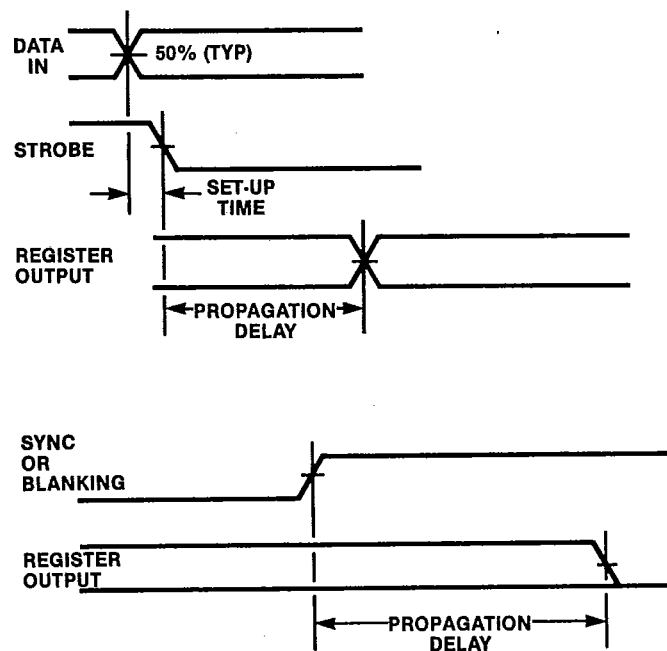 DATA
IN
50% (TYP)
STROBE
SET-UP
TIME
REGISTER
OUTPUT
PROPAGATION
DELAY
SYNC
OR
BLANKING
REGISTER
OUTPUT
PROPAGATION
DELAY